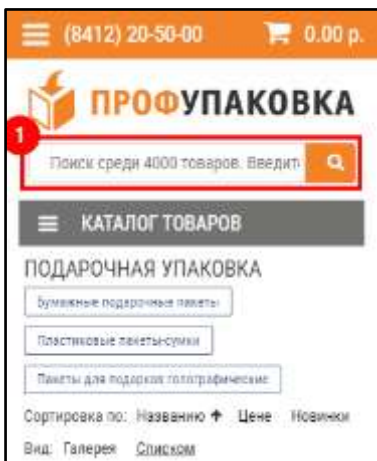 (8412) 20-50-00 0.00 р.
ПРОФУПАКОВКА
1
Поиск среди 4000 товаров. Введит
КАТАЛОГ ТОВАРОВ
ПОДАРОЧНАЯ УПАКОВКА
Бумажные подарочные пакеты
Пластиковые пакеты-сумки
Пакеты для подарков голографические
Сортировка по: Названию ↑ Цене Новинки
Вид: Галерея Списком